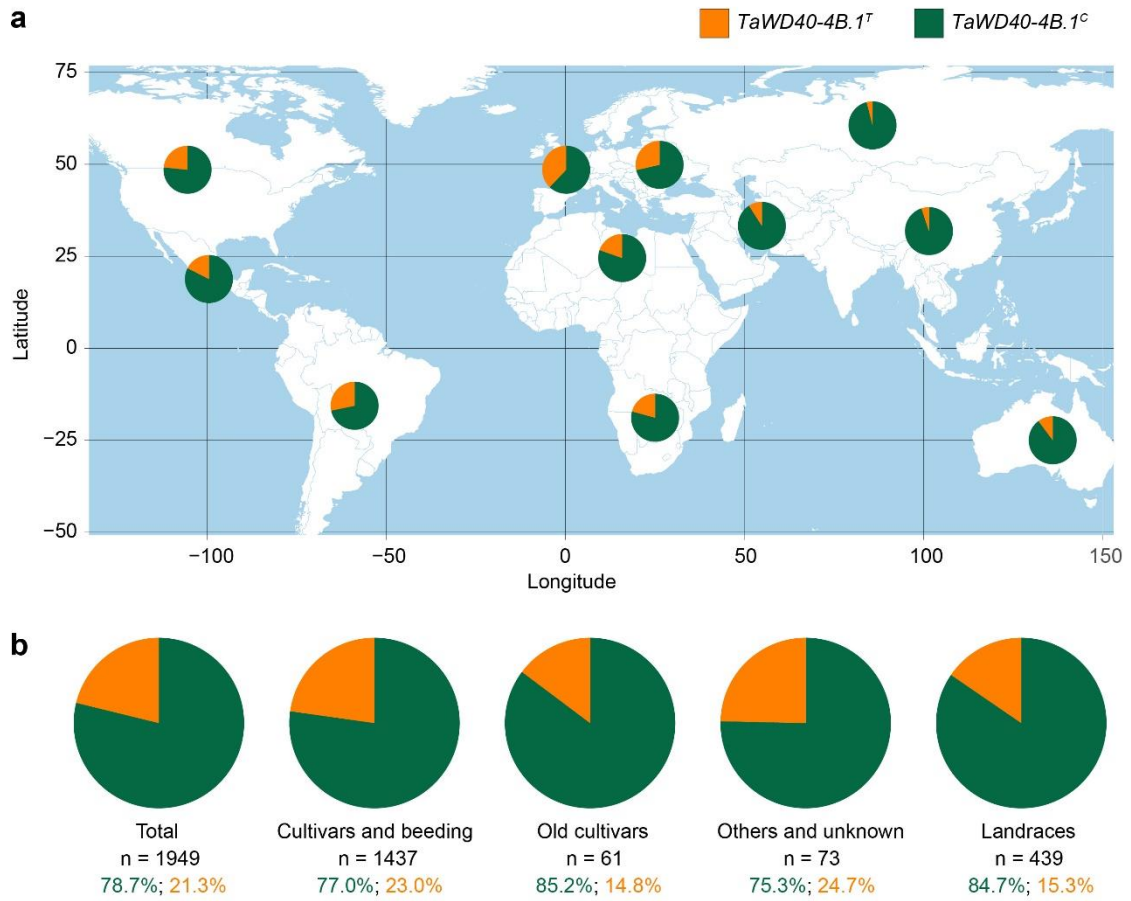 a
TaWD40-4B.1ᵀ
TaWD40-4B.1ᶜ
75
50
25
0
−25
−50
Latitude
−100
−50
0
50
100
150
Longitude
b
Total
n = 1949
78.7%; 21.3%
Cultivars and beeding
n = 1437
77.0%; 23.0%
Old cultivars
n = 61
85.2%; 14.8%
Others and unknown
n = 73
75.3%; 24.7%
Landraces
n = 439
84.7%; 15.3%